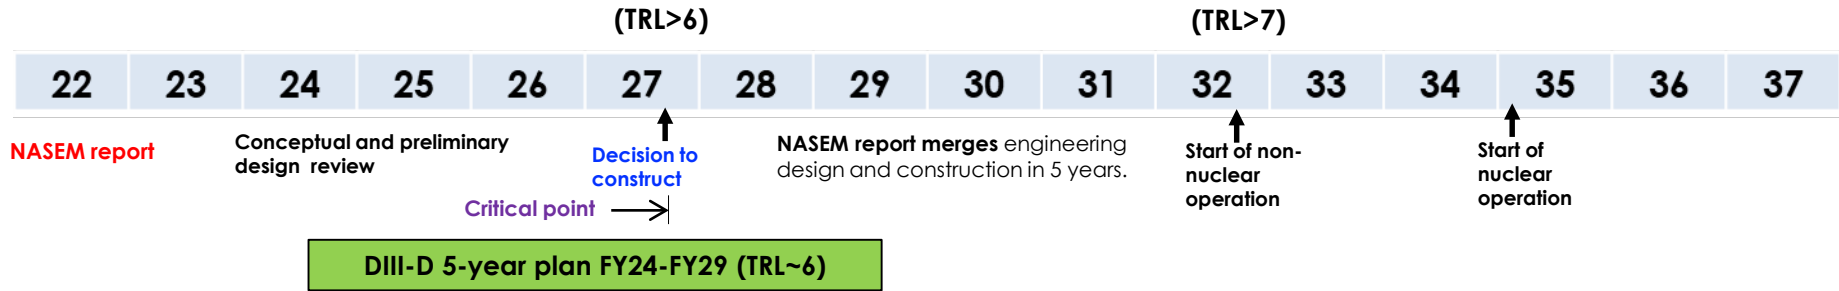 (TRL>6)
(TRL>7)
22 23 24 25 26 27 28 29 30 31 32 33 34 35 36 37
NASEM report
Conceptual and preliminary
design review
Decision to
construct
Critical point
NASEM report merges engineering
design and construction in 5 years.
Start of non-
nuclear
operation
Start of
nuclear
operation
DIII-D 5-year plan FY24-FY29 (TRL~6)